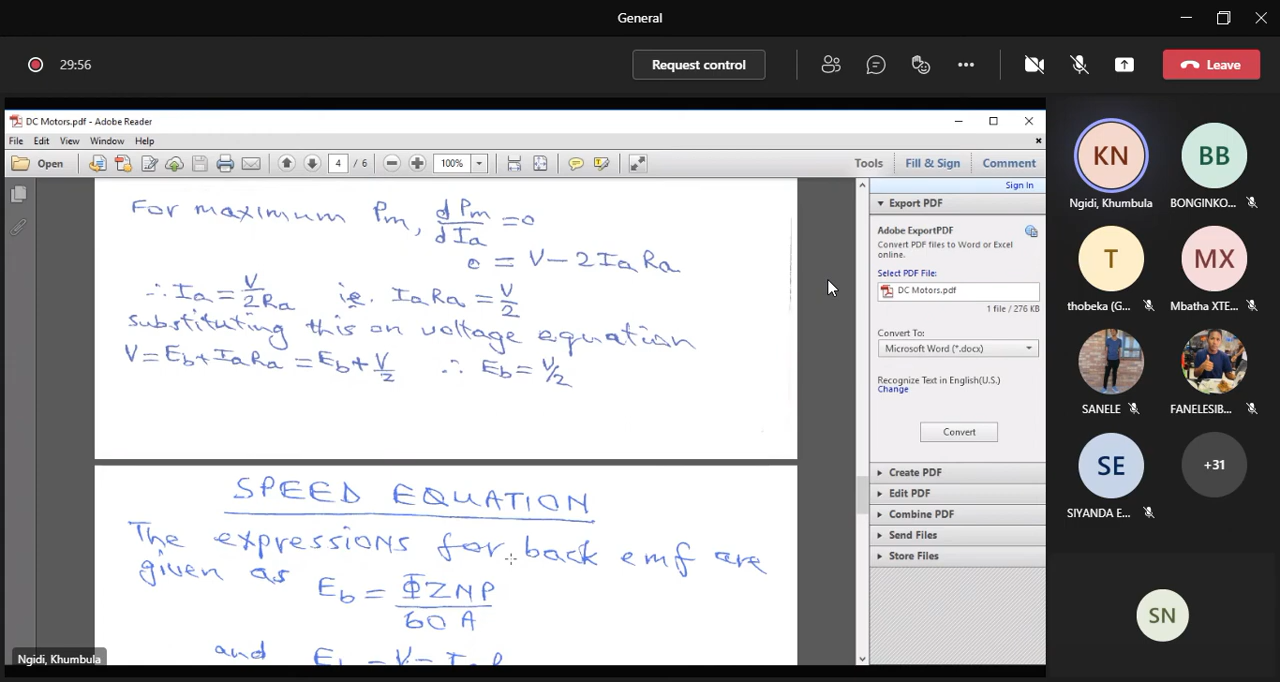 General
29:56
Request control
Leave
DC Motors.pdf - Adobe Reader
File Edit View Window Help
Open
4 / 6
100%
Tools
Fill & Sign
Comment
For maximum Pm, dPm/dIa = 0
0 = V - 2IaRa
∴ Ia = V/2Ra ie. IaRa = V/2
substituting this on voltage equation
V = Eb + IaRa = Eb + V/2 ∴ Eb = V/2
SPEED EQUATION
The expressions for back emf are
given as Eb = ΦZNP/60A
and
Sign In
Export PDF
Adobe ExportPDF
Convert PDF files to Word or Excel
online.
Select PDF File:
DC Motors.pdf
1 file / 276 KB
Convert To:
Microsoft Word (*.docx)
Recognize Text in English(U.S.)
Change
Convert
Create PDF
Edit PDF
Combine PDF
Send Files
Store Files
KN
Ngidi, Khumbula
BB
BONGINKO...
T
thobeka (G...
MX
Mbatha XTE...
SANELE
FANELESIB...
SE
SIYANDA E...
+31
SN
Ngidi, Khumbula